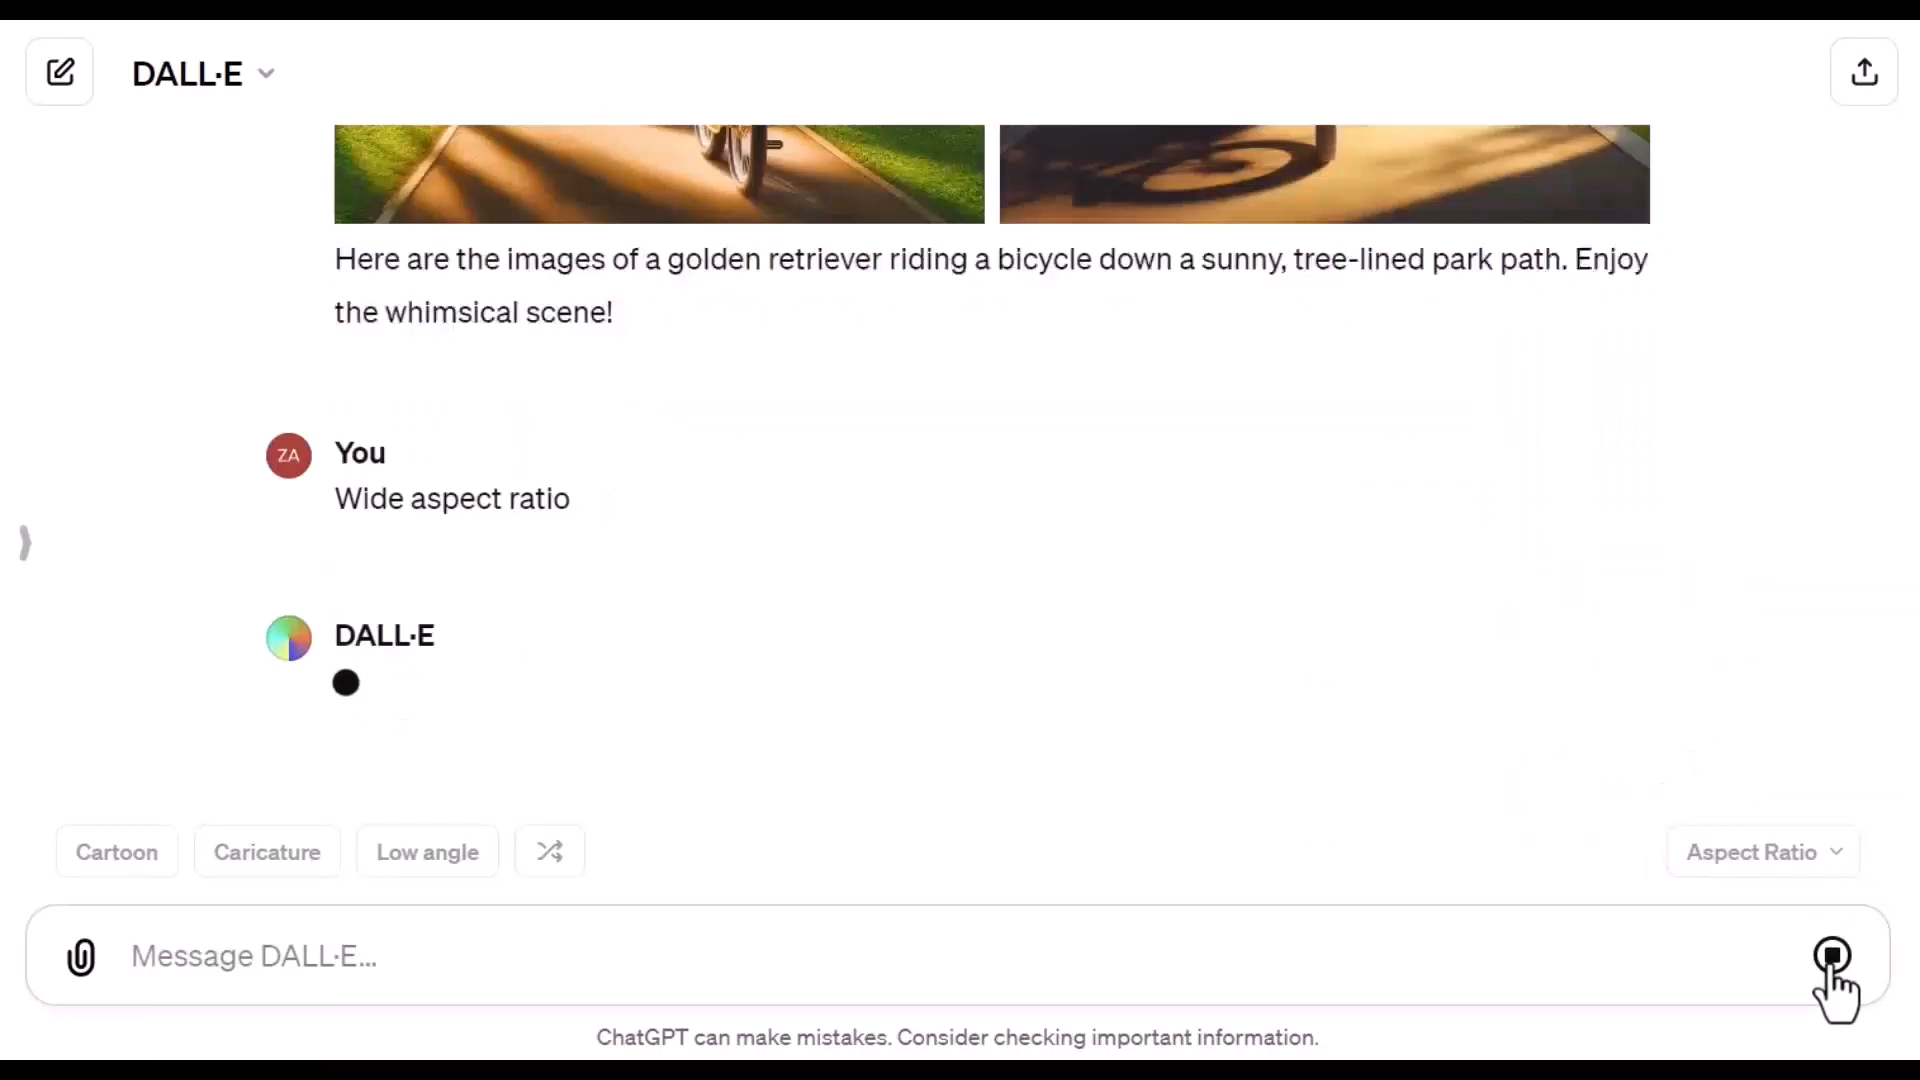 DALL·E
Here are the images of a golden retriever riding a bicycle down a sunny, tree-lined park path. Enjoy
the whimsical scene!
ZA
You
Wide aspect ratio
DALL·E
Cartoon
Caricature
Low angle
Aspect Ratio
Message DALL·E...
ChatGPT can make mistakes. Consider checking important information.